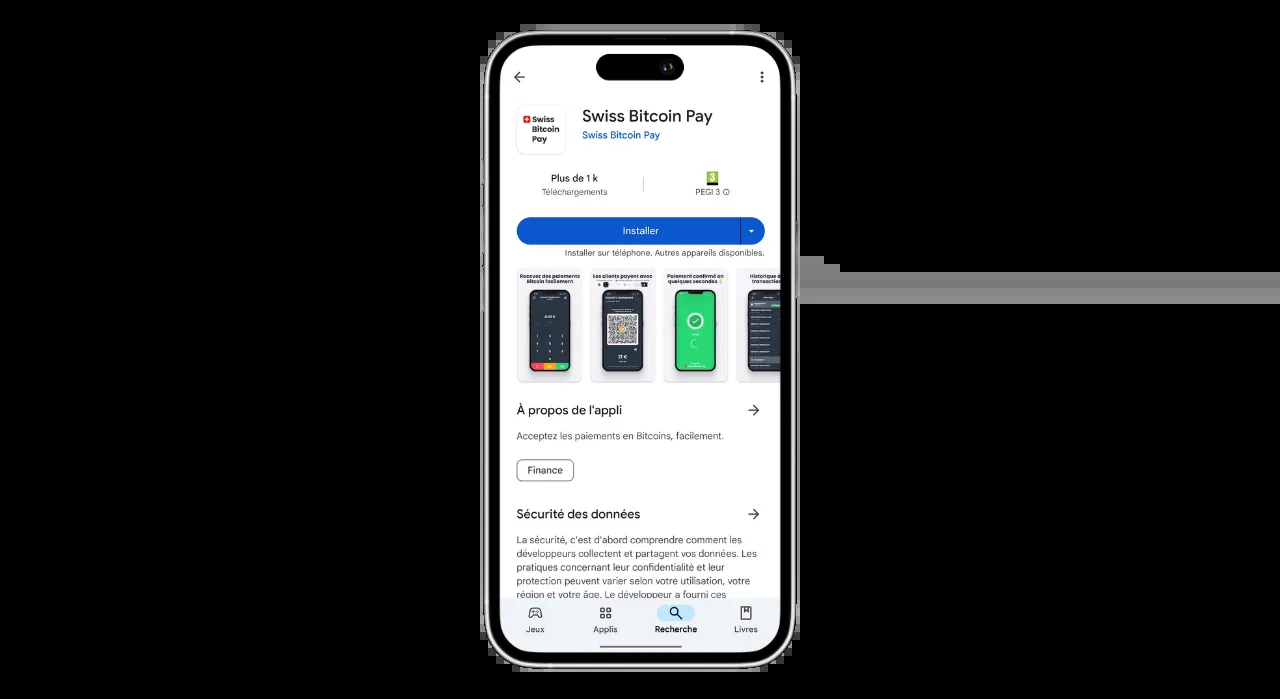 Swiss
Bitcoin
Pay
Swiss Bitcoin Pay
Swiss Bitcoin Pay
Plus de 1 k
Téléchargements
3
PEGI 3
Installer
Installer sur téléphone. Autres appareils disponibles.
Recevez des paiements
Bitcoin facilement
Les clients payent avec
Paiement confirmé en
quelques secondes ⚡
Historique d
transaction
21 €
À propos de l'appli
Acceptez les paiements en Bitcoins, facilement.
Finance
Sécurité des données
La sécurité, c'est d'abord comprendre comment les
développeurs collectent et partagent vos données. Les
pratiques concernant leur confidentialité et leur
protection peuvent varier selon votre utilisation, votre
région et votre âge. Le développeur a fourni ces
Jeux
Applis
Recherche
Livres